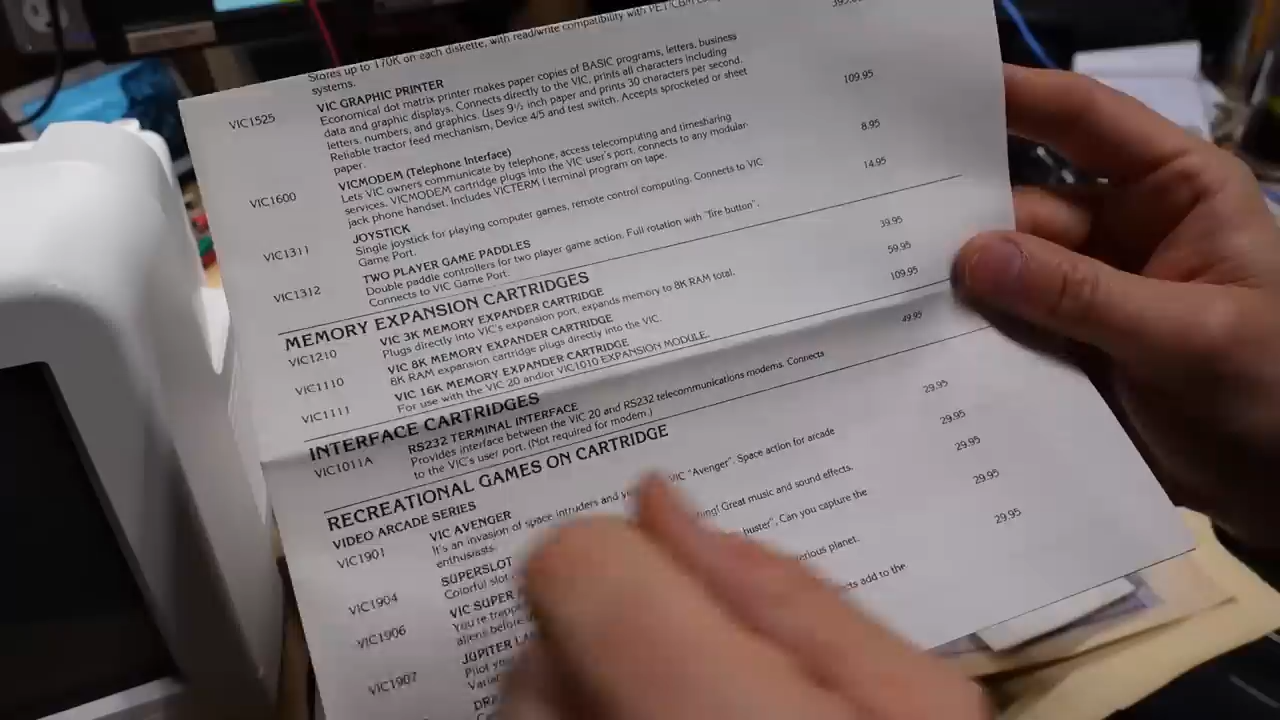 Stores up to 170K on each diskette, with read/write compatibility with PET/CBM
systems.
VIC1525 VIC GRAPHIC PRINTER
Economical dot matrix printer makes paper copies of BASIC programs, letters, business
data and graphic displays. Connects directly to the VIC, prints all characters including
letters, numbers, and graphics. Uses 9½ inch paper and prints 30 characters per second.
Reliable tractor feed mechanism, Device 4/5 and test switch. Accepts sprocketed or sheet
paper.
VIC1600 VICMODEM (Telephone Interface) 109.95
Lets VIC owners communicate by telephone, access telecomputing and timesharing
services. VICMODEM cartridge plugs into the VIC user's port, connects to any modular
jack phone handset. Includes VICTERM I terminal program on tape.
VIC1311 JOYSTICK 8.95
Single joystick for playing computer games, remote control computing. Connects to VIC
Game Port.
VIC1312 TWO PLAYER GAME PADDLES 14.95
Double paddle controllers for two player game action. Full rotation with "fire button".
Connects to VIC Game Port.
MEMORY EXPANSION CARTRIDGES
VIC1210 VIC 3K MEMORY EXPANDER CARTRIDGE 39.95
Plugs directly into VIC's expansion port, expands memory to 8K RAM total.
VIC1110 VIC 8K MEMORY EXPANDER CARTRIDGE 59.95
8K RAM expansion cartridge plugs directly into the VIC.
VIC1111 VIC 16K MEMORY EXPANDER CARTRIDGE 109.95
For use with the VIC 20 and/or VIC1010 EXPANSION MODULE.
INTERFACE CARTRIDGES
VIC1011A RS232 TERMINAL INTERFACE 49.95
Provides interface between the VIC 20 and RS232 telecommunications modems. Connects
to the VIC's user port. (Not required for modem.)
RECREATIONAL GAMES ON CARTRIDGE
VIDEO ARCADE SERIES
VIC1901 VIC AVENGER 29.95
It's an invasion of space intruders and VIC "Avenger". Space action for arcade
enthusiasts.
VIC1904 SUPERSLOT 29.95
Colorful slot Great music and sound effects.
VIC1906 VIC SUPER 29.95
You're trapped Can you capture the
aliens before
VIC1907 JUPITER 29.95
Pilot planet.
29.95
add to the